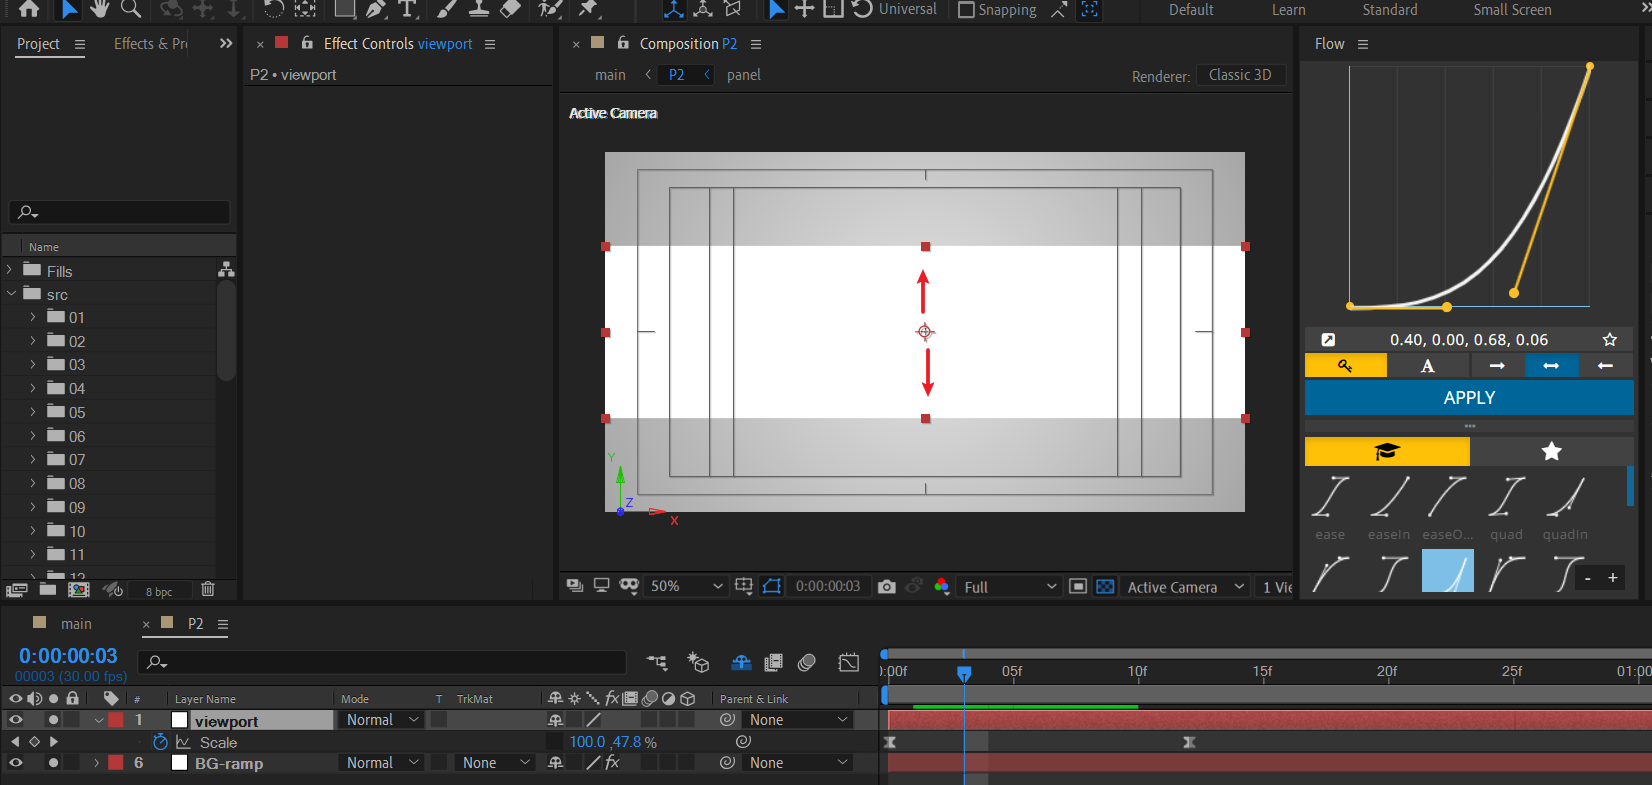 Universal
Snapping
Default
Learn
Standard
Small Screen
Project
Effects & Pr
Effect Controls viewport
Composition P2
Flow
P2 • viewport
main
P2
panel
Renderer:
Classic 3D
Active Camera
Name
Fills
src
01
02
03
04
05
06
07
08
09
10
11
12
8 bpc
Y
Z
X
50%
0:00:00:03
Full
Active Camera
1 Vie
0.40, 0.00, 0.68, 0.06
A
APPLY
ease
easeIn
easeO...
quad
quadIn
- +
main
P2
0:00:00:03
00003 (30.00 fps)
:00f
05f
10f
15f
20f
25f
01:00
#
Layer Name
Mode
T
TrkMat
fx
Parent & Link
1
viewport
Normal
None
Scale
100.0 ,47.8 %
6
BG-ramp
Normal
None
fx
None